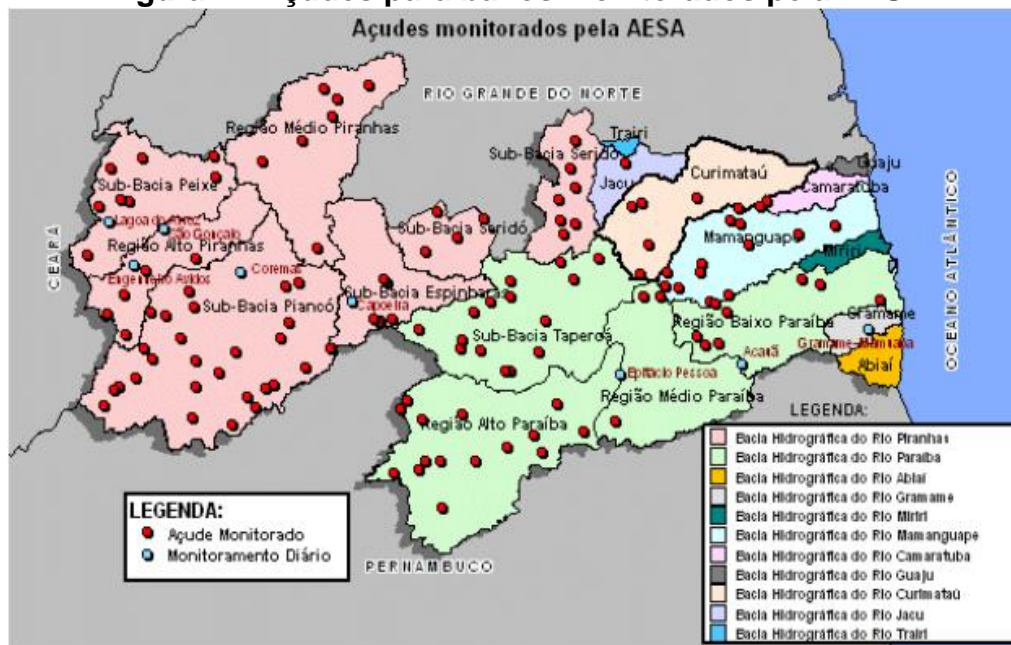 Açudes monitorados pela AESA
RIO GRANDE DO NORTE
Região Médio Piranhas
Trairi
Sub-Bacia Seridó
Guaju
Curimataú
Jacu
Camaratuba
Sub-Bacia Peixe
OCEANO ATLÂNTICO
CEARÁ
São Gonçalo
Sub-Bacia Seridó
Mamanguape
Região Alto Piranhas
Miriri
Engenheiro Avidos
Coremas
Sub-Bacia Espinharas
Sub-Bacia Piancó
Capoeira
Gramame
Região Baixo Paraíba
Sub-Bacia Taperoá
Gramame-Mamuaba
Acauã
Abiaí
Epitácio Pessoa
Região Médio Paraíba
Região Alto Paraíba
LEGENDA:
Bacia Hidrográfica do Rio Piranhas
Bacia Hidrográfica do Rio Paraíba
Bacia Hidrográfica do Rio Abiaí
Bacia Hidrográfica do Rio Gramame
Bacia Hidrográfica do Rio Miriri
Bacia Hidrográfica do Rio Mamanguape
Bacia Hidrográfica do Rio Camaratuba
Bacia Hidrográfica do Rio Guaju
Bacia Hidrográfica do Rio Curimataú
Bacia Hidrográfica do Rio Jacu
Bacia Hidrográfica do Rio Trairi
LEGENDA:
Açude Monitorado
Monitoramento Diário
PERNAMBUCO